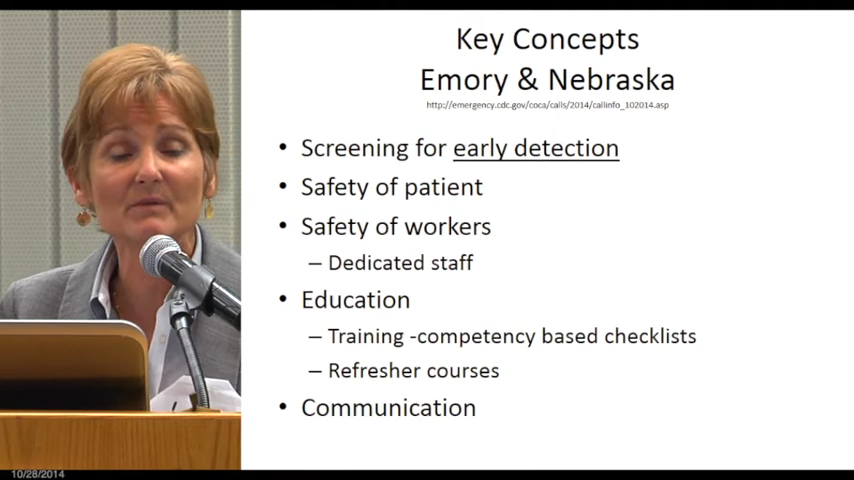 Key Concepts
Emory & Nebraska
http://emergency.cdc.gov/coca/calls/2014/callinfo_102014.asp
• Screening for early detection
• Safety of patient
• Safety of workers
– Dedicated staff
• Education
– Training -competency based checklists
– Refresher courses
• Communication
10/28/2014